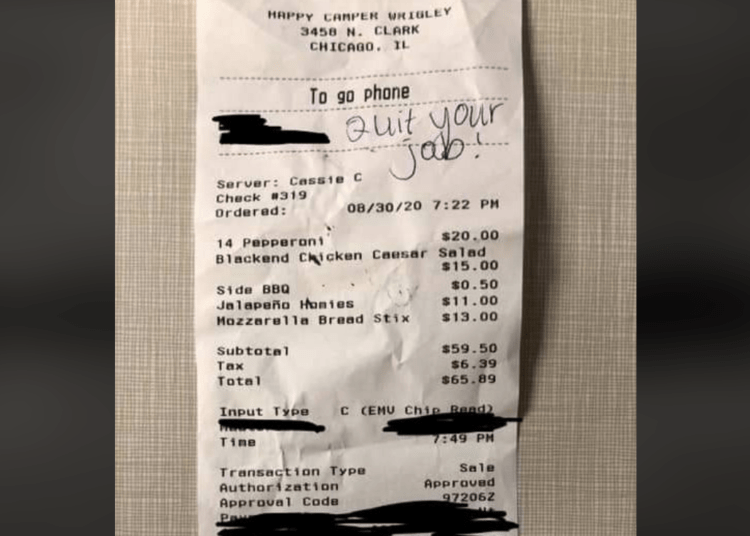 HAPPY CAMPER WRIGLEY
3458 N. CLARK
CHICAGO, IL
To go phone
Quit your
job!
Server: Cassie C
Check #319
Ordered: 08/30/20 7:22 PM
14 Pepperoni $20.00
Blackend Chicken Caesar Salad
$15.00
Side BBQ $0.50
Jalapeño Homies $11.00
Mozzarella Bread Stix $13.00
Subtotal $59.50
Tax $6.39
Total $65.89
Input Type C (EMV Chip Read)
Time 7:49 PM
Transaction Type Sale
Authorization Approved
Approval Code 97206Z